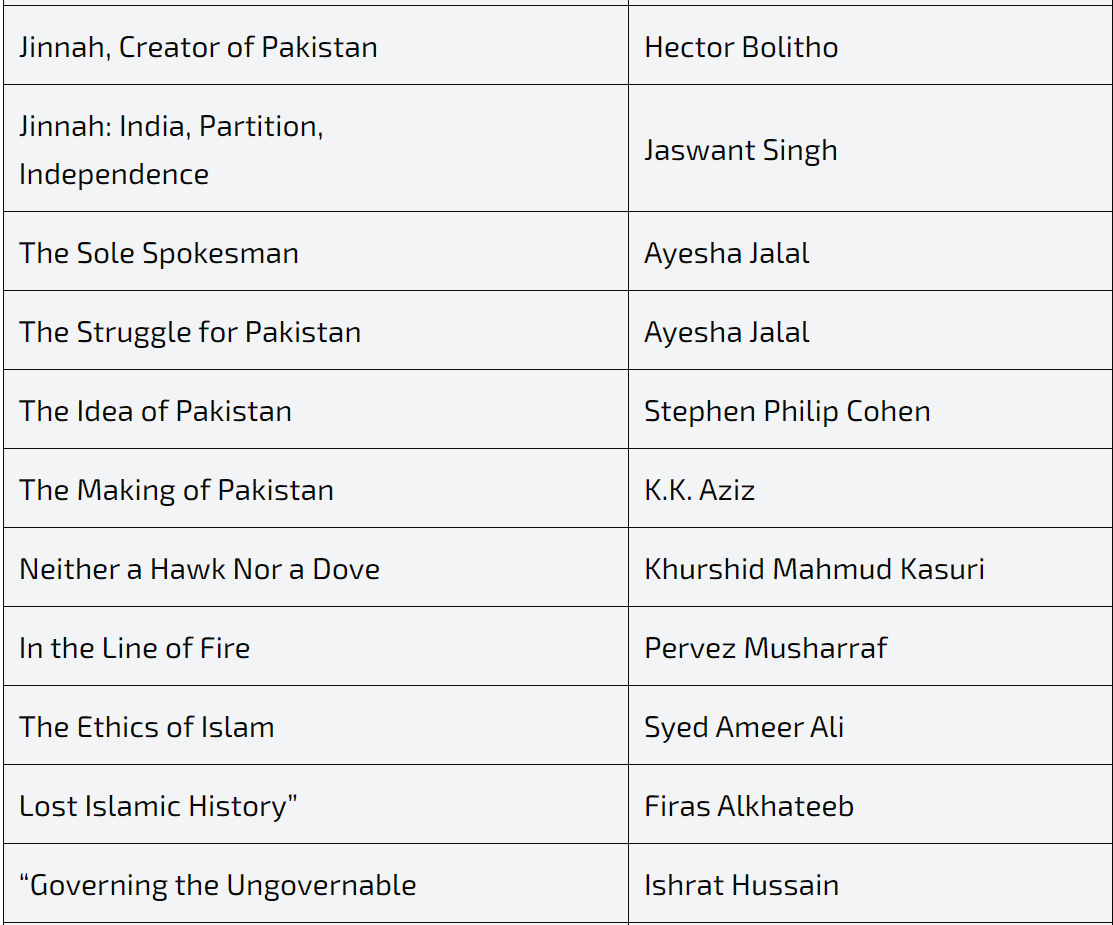 Jinnah, Creator of Pakistan
Hector Bolitho
Jinnah: India, Partition,
Independence
Jaswant Singh
The Sole Spokesman
Ayesha Jalal
The Struggle for Pakistan
Ayesha Jalal
The Idea of Pakistan
Stephen Philip Cohen
The Making of Pakistan
K.K. Aziz
Neither a Hawk Nor a Dove
Khurshid Mahmud Kasuri
In the Line of Fire
Pervez Musharraf
The Ethics of Islam
Syed Ameer Ali
Lost Islamic History”
Firas Alkhateeb
“Governing the Ungovernable
Ishrat Hussain